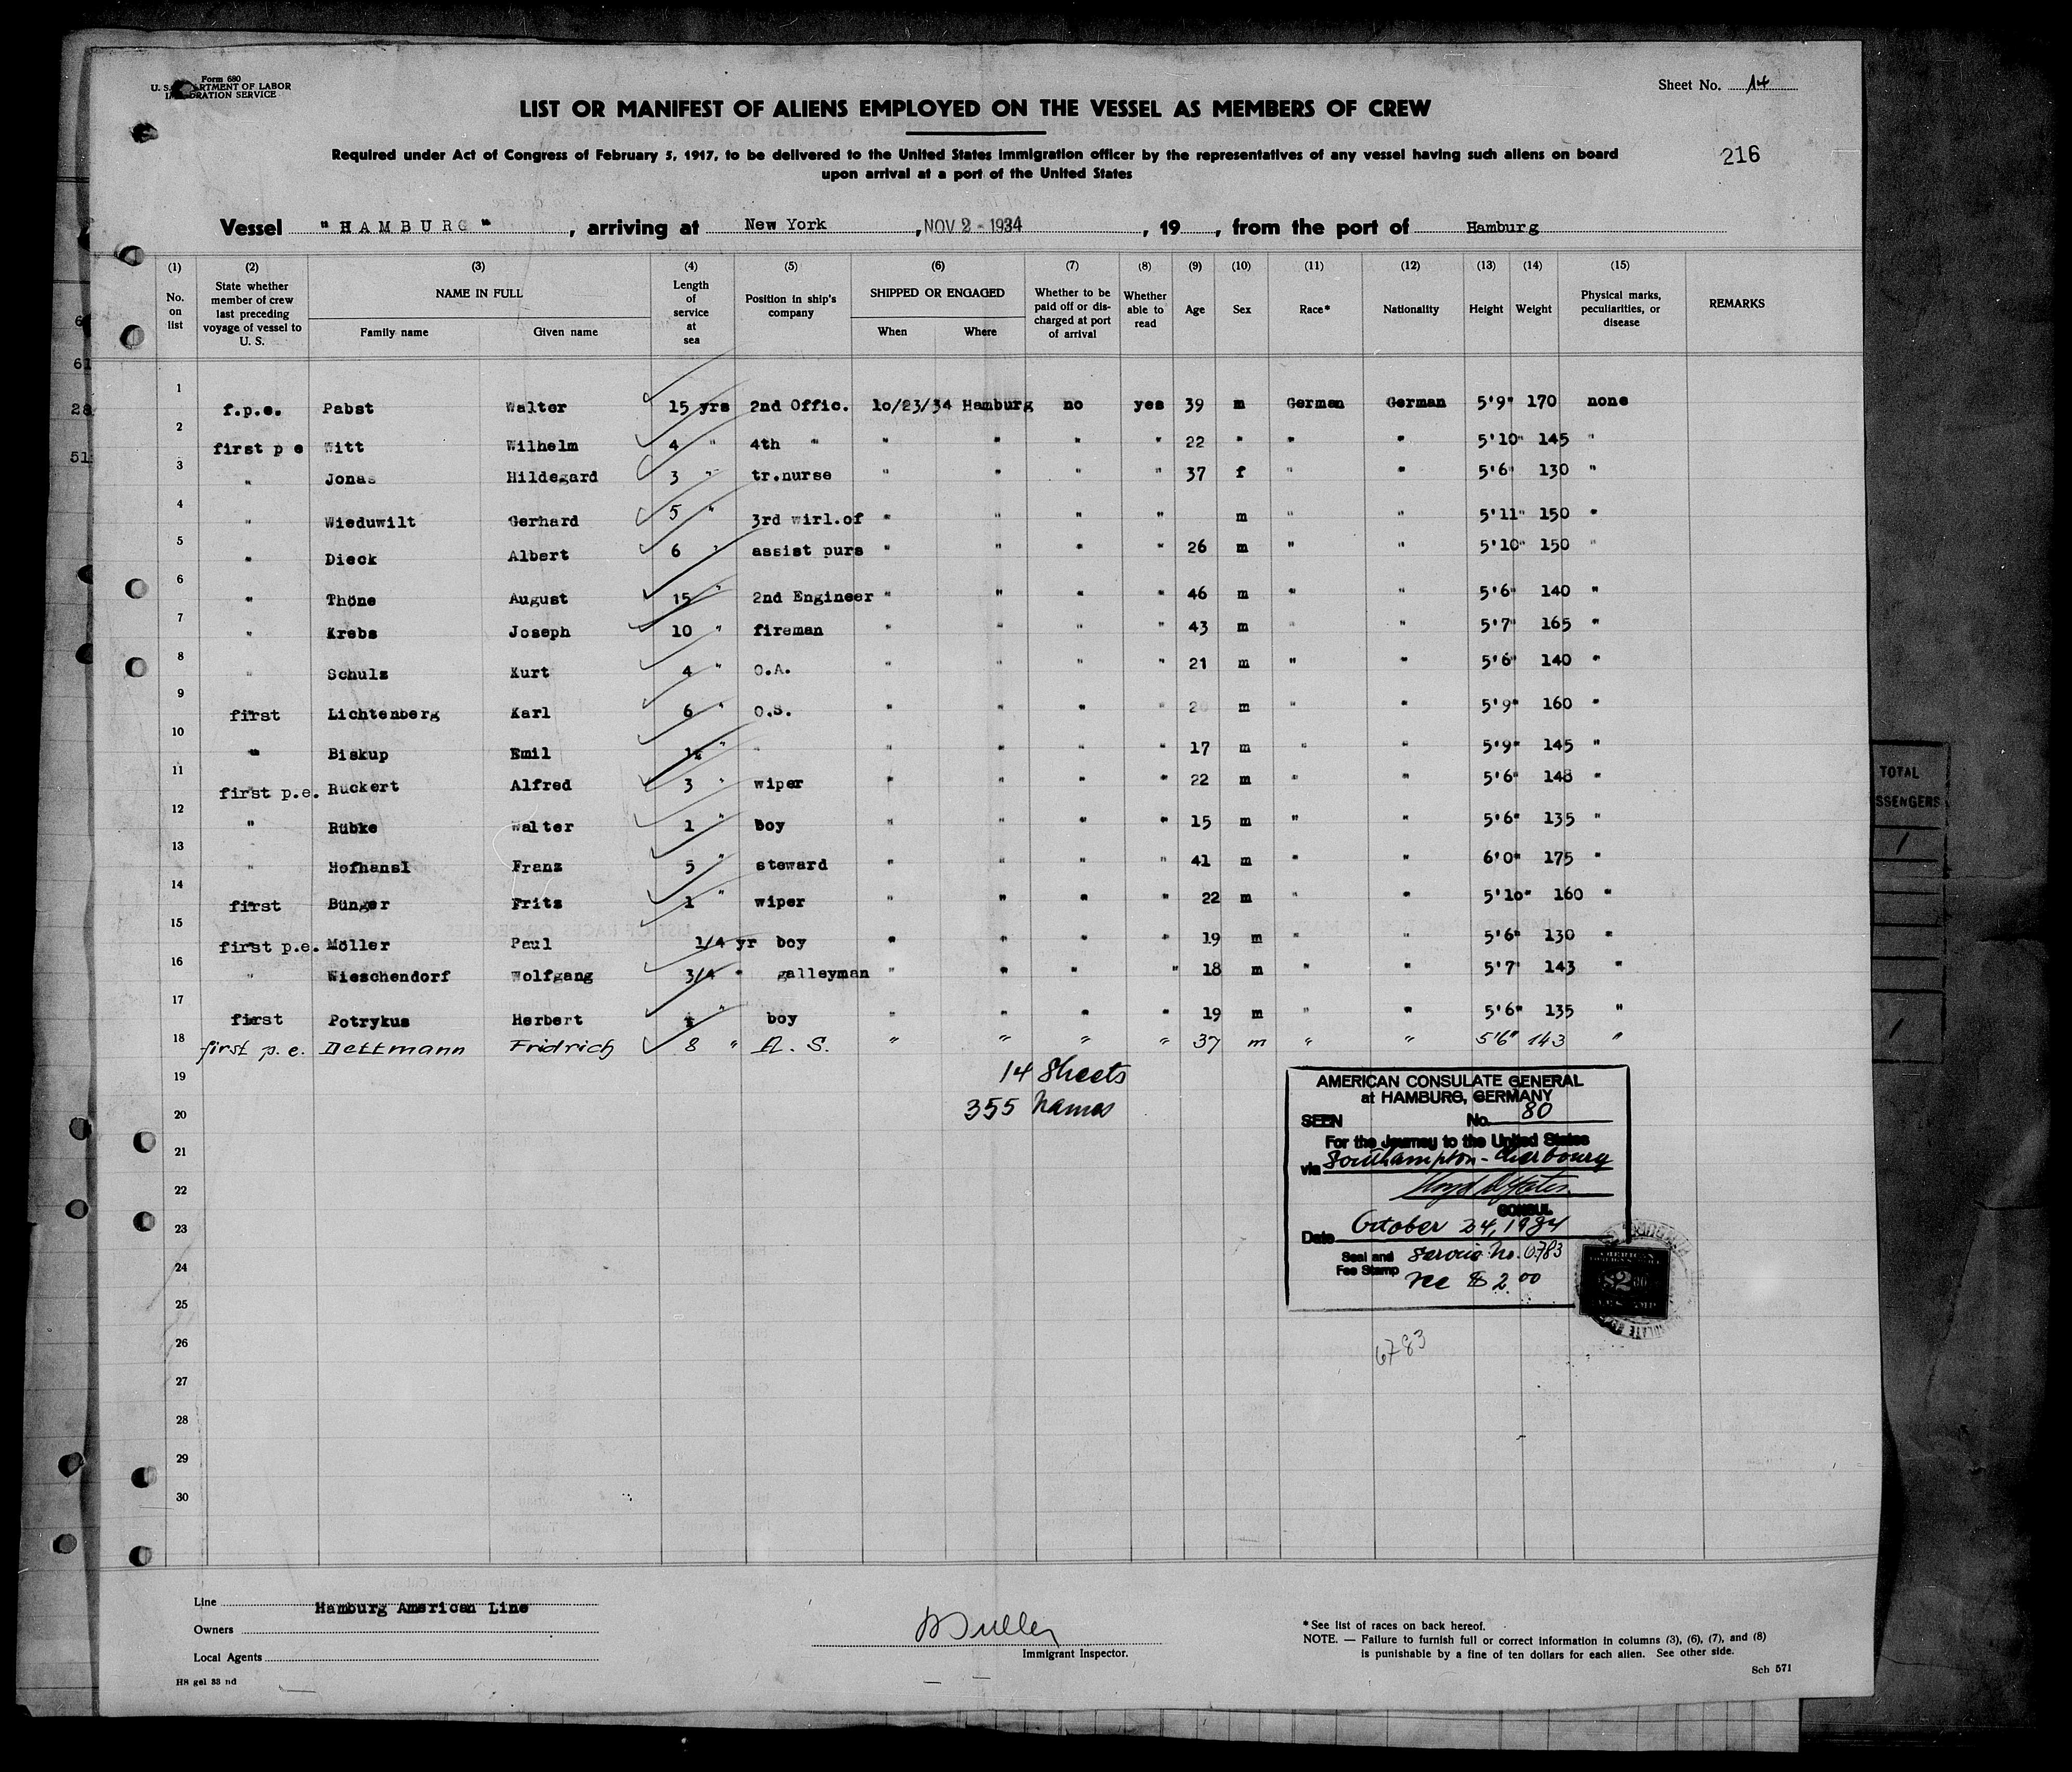 Form 680
U. S. DEPARTMENT OF LABOR
IMMIGRATION SERVICE
Sheet No. 14
LIST OR MANIFEST OF ALIENS EMPLOYED ON THE VESSEL AS MEMBERS OF CREW
Required under Act of Congress of February 5, 1917, to be delivered to the United States immigration officer by the representatives of any vessel having such aliens on board
upon arrival at a port of the United States
216
Vessel "HAMBURG", arriving at New York, NOV 2 - 1934, 19, from the port of Hamburg
(1) (2) (3) (4) (5) (6) (7) (8) (9) (10) (11) (12) (13) (14) (15)
No. on list | State whether member of crew last preceding voyage of vessel to U. S. | NAME IN FULL Family name Given name | Length of service at sea | Position in ship's company | SHIPPED OR ENGAGED When Where | Whether to be paid off or discharged at port of arrival | Whether able to read | Age | Sex | Race* | Nationality | Height | Weight | Physical marks, peculiarities, or disease | REMARKS
1 f.p.e. Pabst Walter 15 yrs 2nd Offic. 10/23/34 Hamburg no yes 39 m German German 5'9" 170 none
2 first p e Witt Wilhelm 4 " 4th " " " " " 22 " " " 5'10" 145 "
3 " Jonas Hildegard 3 " tr.nurse " " " " 37 f " " 5'6" 130 "
4 " Wieduwilt Gerhard 5 " 3rd wirl.of " " " " m " " 5'11" 150 "
5 " Dieck Albert 6 " assist purs " " " " 26 m " " 5'10" 150 "
6 " Thöne August 15 " 2nd Engineer " " " " 46 m " " 5'6" 140 "
7 " Krebs Joseph 10 " fireman " " " " 43 m " " 5'7" 165 "
8 " Schulz Kurt 4 " O.A. " " " " 21 m " " 5'6" 140 "
9 first Lichtenberg Karl 6 " O.S. " " " " m " " 5'9" 160 "
10 " Biskup Emil " " " " " " 17 m " " 5'9" 145 "
11 first p.e. Rückert Alfred 3 " wiper " " " " 22 m " " 5'6" 148 "
12 " Rübke Walter 1 " boy " " " " 15 m " " 5'6" 135 "
13 " Hofhansl Franz 5 " steward " " " " 41 m " " 6'0" 175 "
14 first Bünger Fritz 1 " wiper " " " " 22 m " " 5'10" 160 "
15 first p.e. Möller Paul 1/4 yr boy " " " " 19 m " " 5'6" 130 "
16 " Wieschendorf Wolfgang 3/4 " galleyman " " " " 18 m " " 5'7" 143 "
17 first Potrykus Herbert " boy " " " " 19 m " " 5'6" 135 "
18 first p. e. Dettmann Fridrich 8 " A. S. " " " " 37 m " " 5'6" 143 "
19 14 Sheets
20 355 names
21
22
23
24
25
26
27
28
29
30
AMERICAN CONSULATE GENERAL
at HAMBURG, GERMANY
SEEN No. 80
For the Journey to the United States
via Southampton - Cherbourg
CONSUL
Date October 24, 1934
Seal and Service No. 6783
Fee Stamp Fee $ 2 00
6783
Line Hamburg American Line
Owners
Local Agents
H8 gel 33 nd
Immigrant Inspector.
* See list of races on back hereof.
NOTE. — Failure to furnish full or correct information in columns (3), (6), (7), and (8)
is punishable by a fine of ten dollars for each alien. See other side.
Sch 571
TOTAL
SSENGERS
1
1
61
28
51